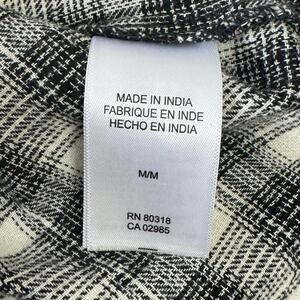 MADE IN INDIA
FABRIQUE EN INDE
HECHO EN INDIA
M/M
RN 80318
CA 02985